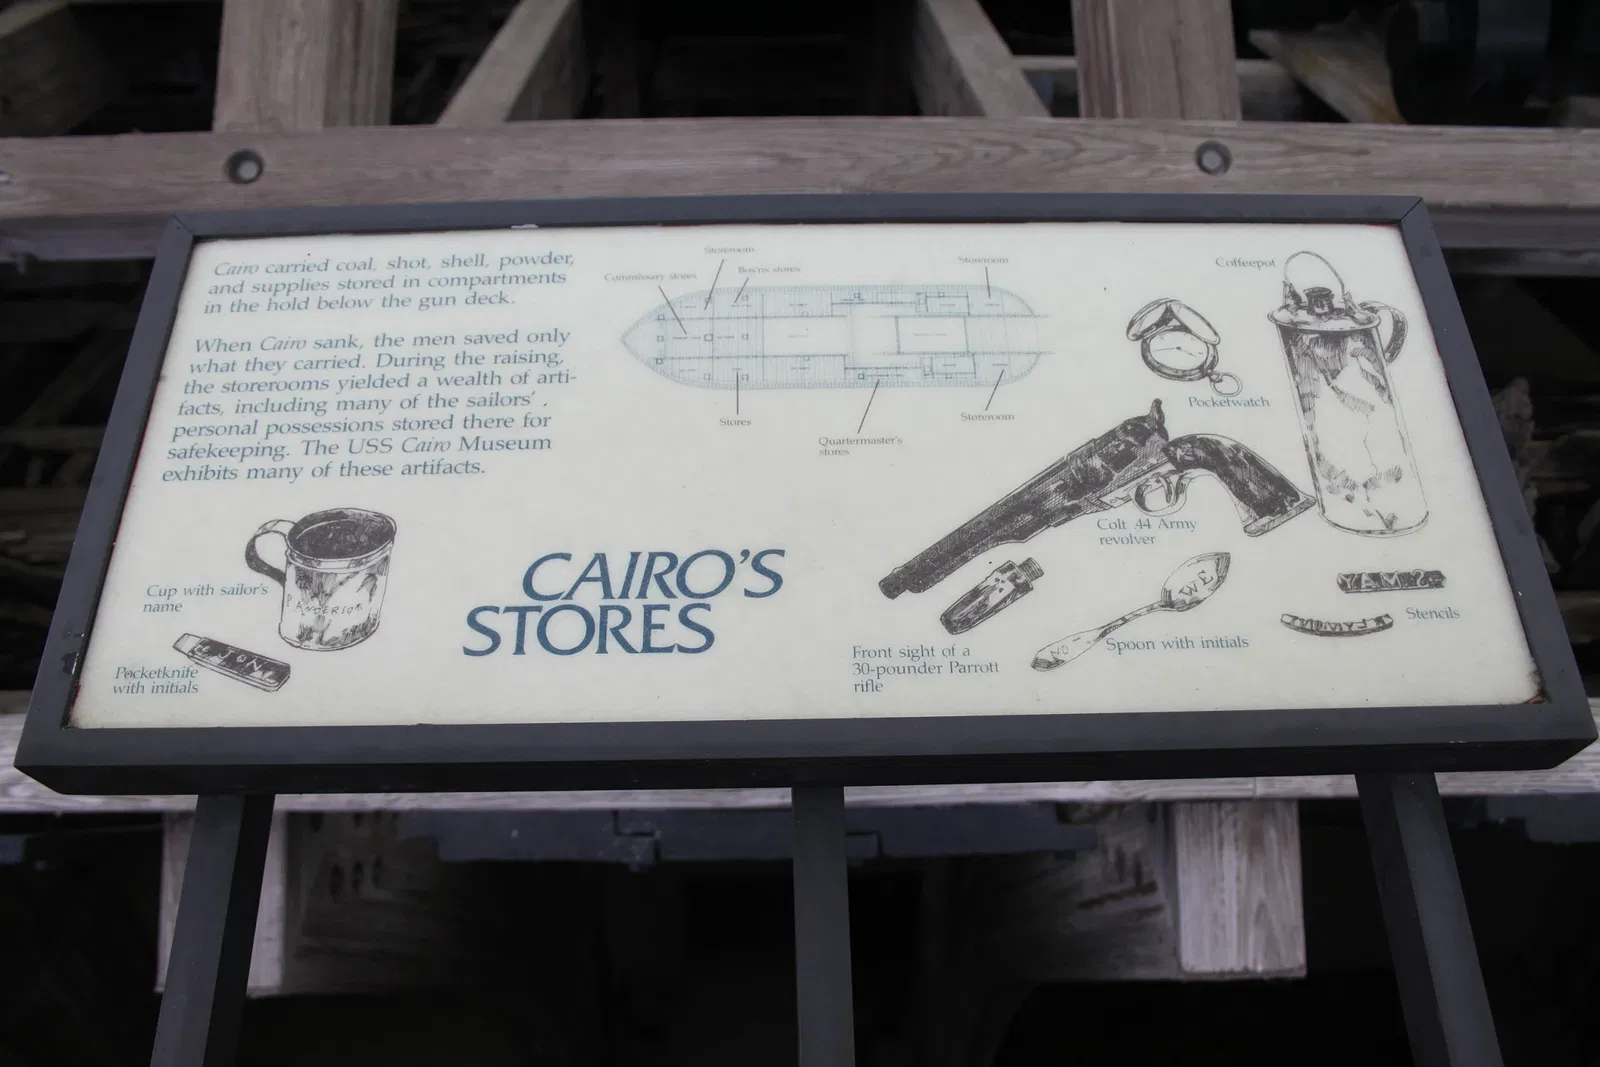 Cairo carried coal, shot, shell, powder,
and supplies stored in compartments
in the hold below the gun deck.
When Cairo sank, the men saved only
what they carried. During the raising,
the storerooms yielded a wealth of arti-
facts, including many of the sailors'
personal possessions stored there for
safekeeping. The USS Cairo Museum
exhibits many of these artifacts.
Storeroom
Commissary stores
Bos'ns stores
Storeroom
Stores
Quartermaster's
stores
Storeroom
Coffeepot
Pocketwatch
Colt .44 Army
revolver
Cup with sailor's
name
P ANDERSON
Pocketknife
with initials
CAIRO'S
STORES
Front sight of a
30-pounder Parrott
rifle
WE
NO
Spoon with initials
Stencils